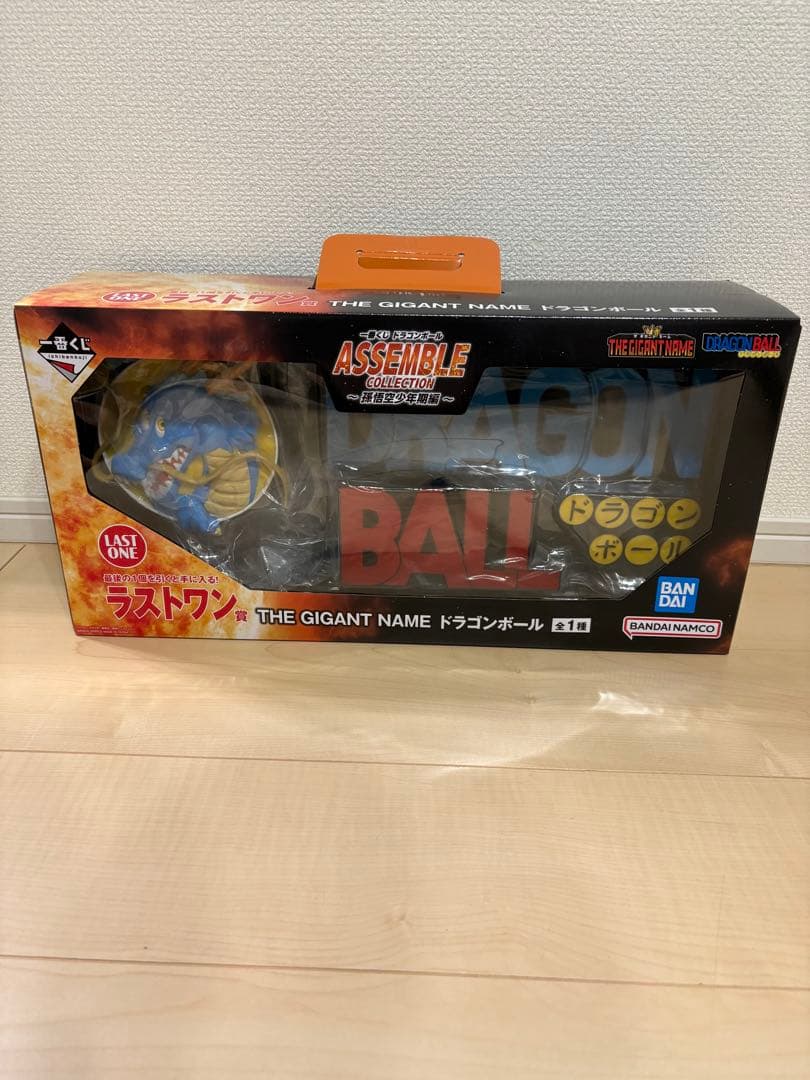 LAST ラストワン賞 THE GIGANT NAME ドラゴンボール 全1種
一番くじ
ichibankuji
一番くじ ドラゴンボール
ASSEMBLE
COLLECTION
～孫悟空少年期編～
THE GIGANT NAME
DRAGON BALL
DRAGON
BALL
ドラゴン
ボール
LAST
ONE
最後の1個を引くと手に入る!
ラストワン賞 THE GIGANT NAME ドラゴンボール 全1種
BAN
DAI
BANDAI NAMCO